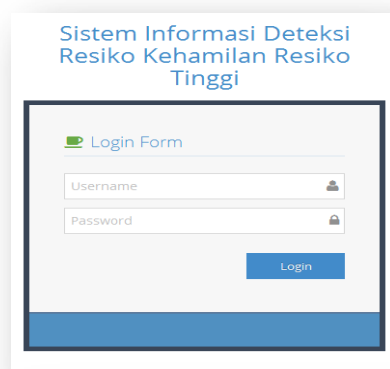 Sistem Informasi Deteksi
Resiko Kehamilan Resiko
Tinggi
Login Form
Username
Password
Login